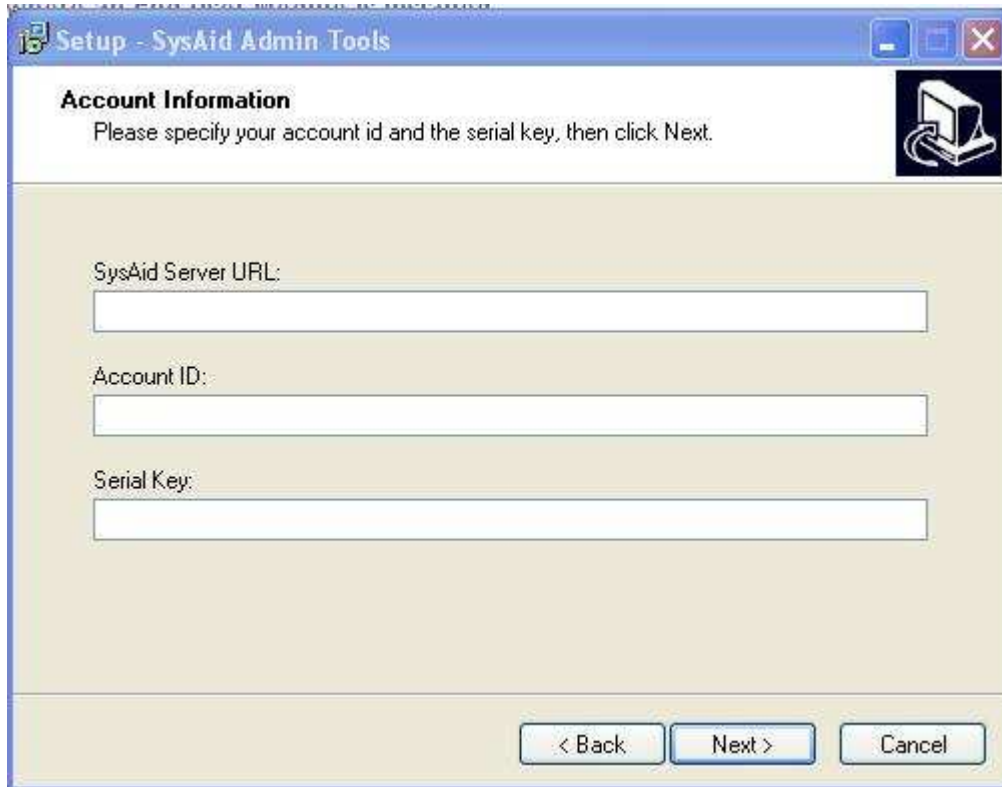 Setup - SysAid Admin Tools
Account Information
Please specify your account id and the serial key, then click Next.
SysAid Server URL:
Account ID:
Serial Key:
< Back
Next >
Cancel